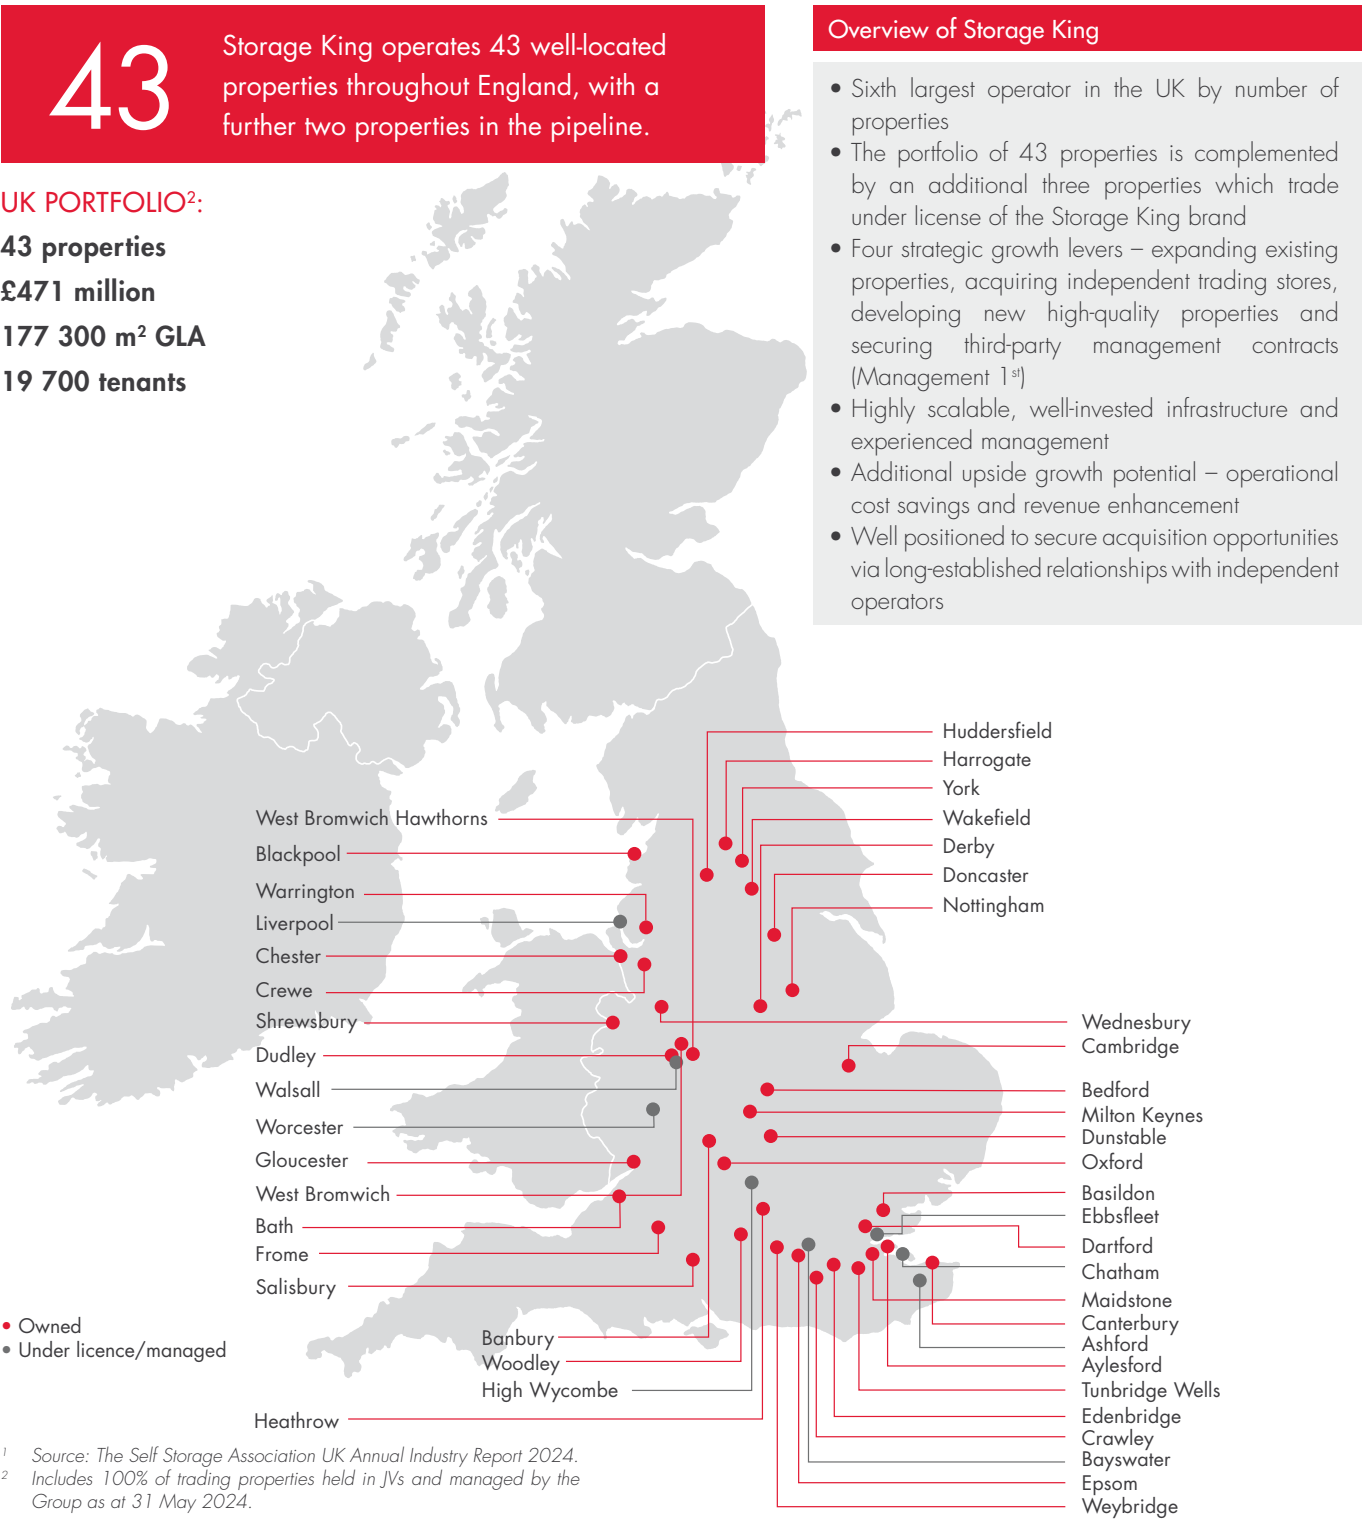 43
Storage King operates 43 well-located
properties throughout England, with a
further two properties in the pipeline.
UK PORTFOLIO²:
43 properties
£471 million
177 300 m² GLA
19 700 tenants
Overview of Storage King
• Sixth largest operator in the UK by number of
properties
• The portfolio of 43 properties is complemented
by an additional three properties which trade
under license of the Storage King brand
• Four strategic growth levers – expanding existing
properties, acquiring independent trading stores,
developing new high-quality properties and
securing third-party management contracts
(Management 1st)
• Highly scalable, well-invested infrastructure and
experienced management
• Additional upside growth potential – operational
cost savings and revenue enhancement
• Well positioned to secure acquisition opportunities
via long-established relationships with independent
operators
Huddersfield
Harrogate
York
Wakefield
Derby
Doncaster
Nottingham
West Bromwich Hawthorns
Blackpool
Warrington
Liverpool
Chester
Crewe
Shrewsbury
Dudley
Walsall
Worcester
Gloucester
West Bromwich
Bath
Frome
Salisbury
Wednesbury
Cambridge
Bedford
Milton Keynes
Dunstable
Oxford
Basildon
Ebbsfleet
Dartford
Chatham
Maidstone
Canterbury
Ashford
Aylesford
Tunbridge Wells
Edenbridge
Crawley
Bayswater
Epsom
Weybridge
Banbury
Woodley
High Wycombe
Heathrow
• Owned
• Under licence/managed
¹ Source: The Self Storage Association UK Annual Industry Report 2024.
² Includes 100% of trading properties held in JVs and managed by the
Group as at 31 May 2024.